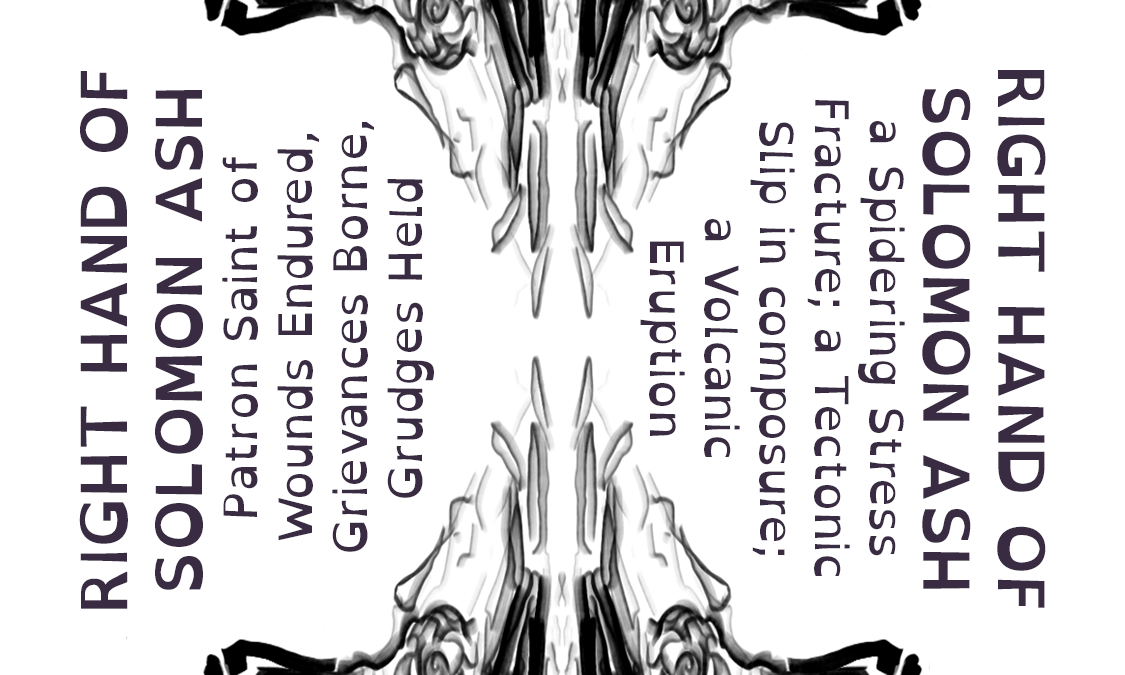 RIGHT HAND OF
SOLOMON ASH
Patron Saint of
Wounds Endured,
Grievances Borne,
Grudges Held
RIGHT HAND OF
SOLOMON ASH
a Spidering Stress
Fracture; a Tectonic
Slip in composure;
a Volcanic
Eruption